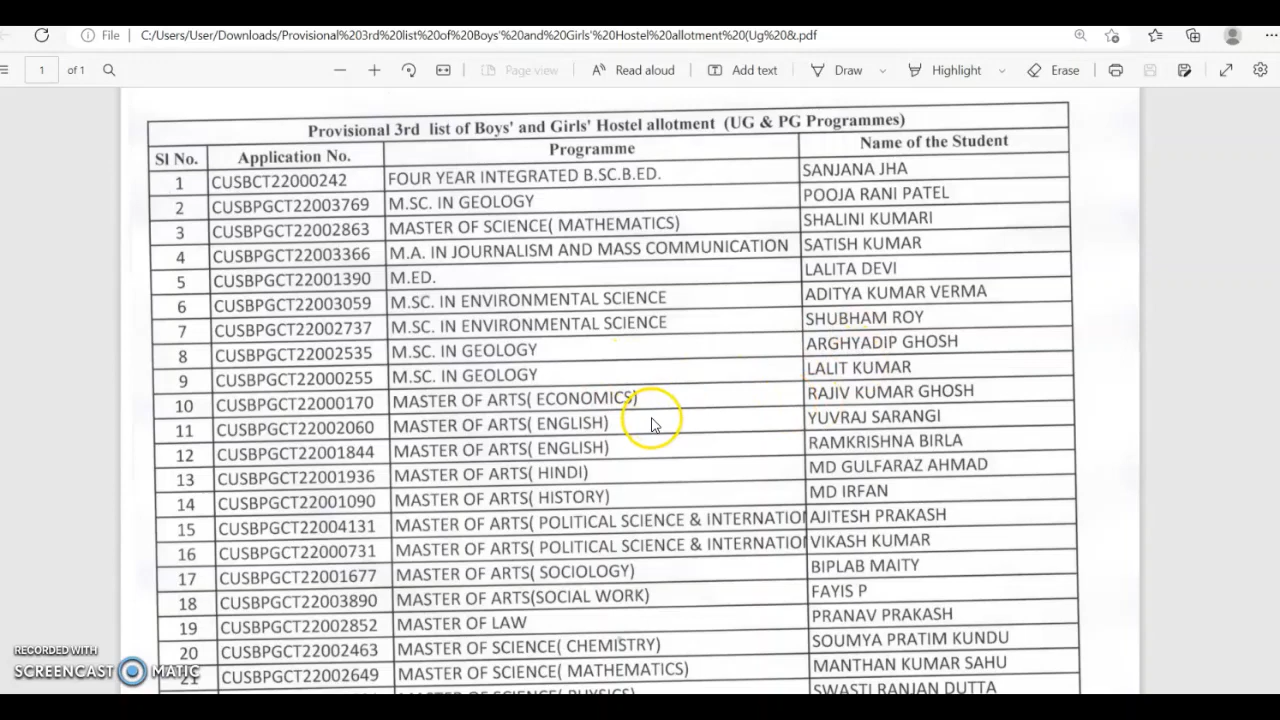 File C:/Users/User/Downloads/Provisional%203rd%20list%20of%20Boys'%20and%20Girls'%20Hostel%20allotment%20(Ug%20&.pdf
1 of 1 Page view Read aloud Add text Draw Highlight Erase
Provisional 3rd list of Boys' and Girls' Hostel allotment (UG & PG Programmes)
Sl No. Application No. Programme Name of the Student
1 CUSBCT22000242 FOUR YEAR INTEGRATED B.SC.B.ED. SANJANA JHA
2 CUSBPGCT22003769 M.SC. IN GEOLOGY POOJA RANI PATEL
3 CUSBPGCT22002863 MASTER OF SCIENCE( MATHEMATICS) SHALINI KUMARI
4 CUSBPGCT22003366 M.A. IN JOURNALISM AND MASS COMMUNICATION SATISH KUMAR
5 CUSBPGCT22001390 M.ED. LALITA DEVI
6 CUSBPGCT22003059 M.SC. IN ENVIRONMENTAL SCIENCE ADITYA KUMAR VERMA
7 CUSBPGCT22002737 M.SC. IN ENVIRONMENTAL SCIENCE SHUBHAM ROY
8 CUSBPGCT22002535 M.SC. IN GEOLOGY ARGHYADIP GHOSH
9 CUSBPGCT22000255 M.SC. IN GEOLOGY LALIT KUMAR
10 CUSBPGCT22000170 MASTER OF ARTS( ECONOMICS) RAJIV KUMAR GHOSH
11 CUSBPGCT22002060 MASTER OF ARTS( ENGLISH) YUVRAJ SARANGI
12 CUSBPGCT22001844 MASTER OF ARTS( ENGLISH) RAMKRISHNA BIRLA
13 CUSBPGCT22001936 MASTER OF ARTS( HINDI) MD GULFARAZ AHMAD
14 CUSBPGCT22001090 MASTER OF ARTS( HISTORY) MD IRFAN
15 CUSBPGCT22004131 MASTER OF ARTS( POLITICAL SCIENCE & INTERNATIO AJITESH PRAKASH
16 CUSBPGCT22000731 MASTER OF ARTS( POLITICAL SCIENCE & INTERNATIO VIKASH KUMAR
17 CUSBPGCT22001677 MASTER OF ARTS( SOCIOLOGY) BIPLAB MAITY
18 CUSBPGCT22003890 MASTER OF ARTS(SOCIAL WORK) FAYIS P
19 CUSBPGCT22002852 MASTER OF LAW PRANAV PRAKASH
20 CUSBPGCT22002463 MASTER OF SCIENCE( CHEMISTRY) SOUMYA PRATIM KUNDU
21 CUSBPGCT22002649 MASTER OF SCIENCE( MATHEMATICS) MANTHAN KUMAR SAHU
MASTER OF SCIENCE( PHYSICS) SWASTI RANJAN DUTTA
RECORDED WITH
SCREENCAST MATIC